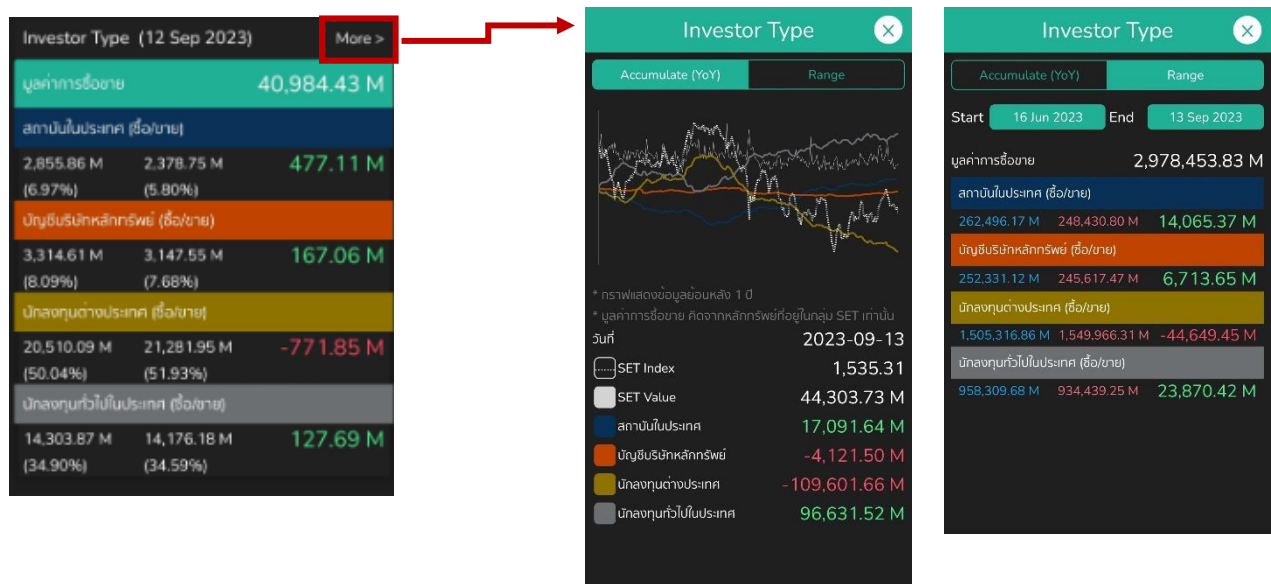 Investor Type (12 Sep 2023) More >
มูลค่าการซื้อขาย 40,984.43 M
สถาบันในประเทศ (ซื้อ/ขาย)
2,855.86 M 2,378.75 M 477.11 M
(6.97%) (5.80%)
บัญชีบริษัทหลักทรัพย์ (ซื้อ/ขาย)
3,314.61 M 3,147.55 M 167.06 M
(8.09%) (7.68%)
นักลงทุนต่างประเทศ (ซื้อ/ขาย)
20,510.09 M 21,281.95 M -771.85 M
(50.04%) (51.93%)
นักลงทุนทั่วไปในประเทศ (ซื้อ/ขาย)
14,303.87 M 14,176.18 M 127.69 M
(34.90%) (34.59%)
Investor Type
Accumulate (YoY) Range
* กราฟแสดงข้อมูลย้อนหลัง 1 ปี
* มูลค่าการซื้อขาย คิดจากหลักทรัพย์ที่อยู่ในกลุ่ม SET เท่านั้น
วันที่ 2023-09-13
SET Index 1,535.31
SET Value 44,303.73 M
สถาบันในประเทศ 17,091.64 M
บัญชีบริษัทหลักทรัพย์ -4,121.50 M
นักลงทุนต่างประเทศ -109,601.66 M
นักลงทุนทั่วไปในประเทศ 96,631.52 M
Investor Type
Accumulate (YoY) Range
Start 16 Jun 2023 End 13 Sep 2023
มูลค่าการซื้อขาย 2,978,453.83 M
สถาบันในประเทศ (ซื้อ/ขาย)
262,496.17 M 248,430.80 M 14,065.37 M
บัญชีบริษัทหลักทรัพย์ (ซื้อ/ขาย)
252,331.12 M 245,617.47 M 6,713.65 M
นักลงทุนต่างประเทศ (ซื้อ/ขาย)
1,505,316.86 M 1,549,966.31 M -44,649.45 M
นักลงทุนทั่วไปในประเทศ (ซื้อ/ขาย)
958,309.68 M 934,439.25 M 23,870.42 M